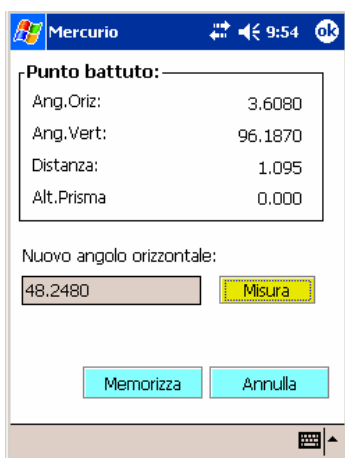 Mercurio 9:54 ok
Punto battuto:
Ang.Oriz: 3.6080
Ang.Vert: 96.1870
Distanza: 1.095
Alt.Prisma 0.000
Nuovo angolo orizzontale:
48.2480 Misura
Memorizza Annulla